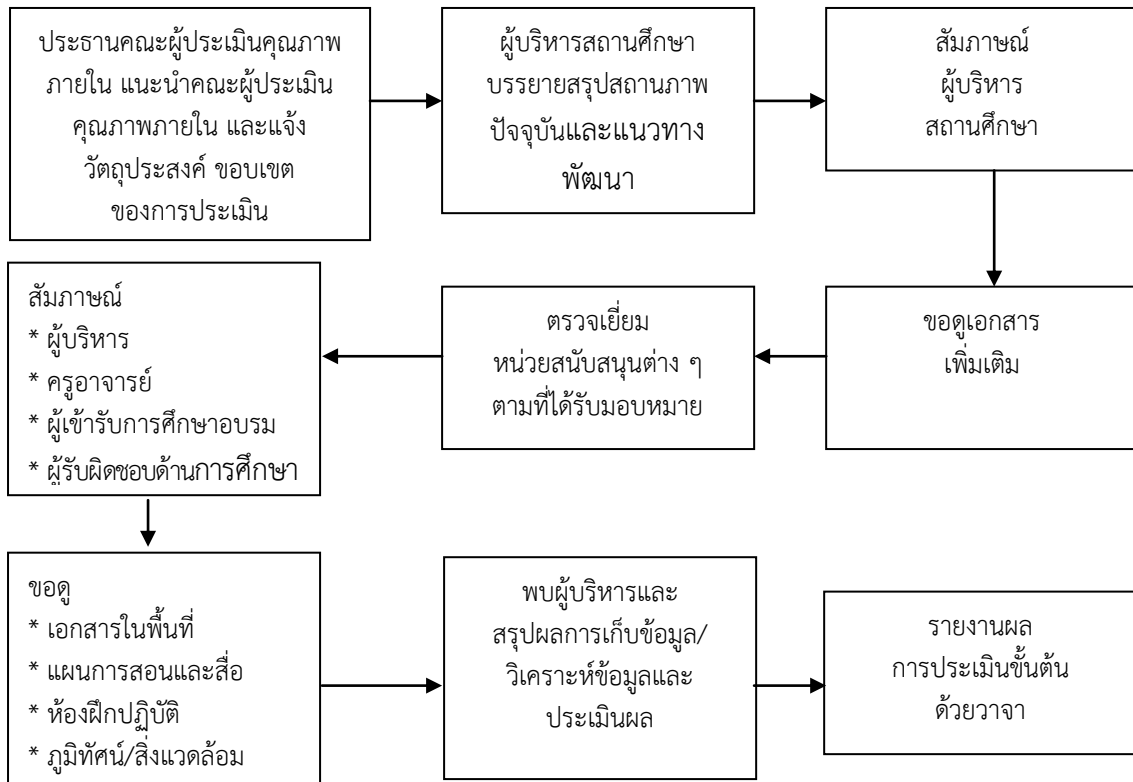 ประธานคณะผู้ประเมินคุณภาพ
ภายใน แนะนำคณะผู้ประเมิน
คุณภาพภายใน และแจ้ง
วัตถุประสงค์ ขอบเขต
ของการประเมิน
ผู้บริหารสถานศึกษา
บรรยายสรุปสถานภาพ
ปัจจุบันและแนวทาง
พัฒนา
สัมภาษณ์
ผู้บริหาร
สถานศึกษา
ขอดูเอกสาร
เพิ่มเติม
ตรวจเยี่ยม
หน่วยสนับสนุนต่าง ๆ
ตามที่ได้รับมอบหมาย
สัมภาษณ์
* ผู้บริหาร
* ครูอาจารย์
* ผู้เข้ารับการศึกษาอบรม
* ผู้รับผิดชอบด้านการศึกษา
ขอดู
* เอกสารในพื้นที่
* แผนการสอนและสื่อ
* ห้องฝึกปฏิบัติ
* ภูมิทัศน์/สิ่งแวดล้อม
พบผู้บริหารและ
สรุปผลการเก็บข้อมูล/
วิเคราะห์ข้อมูลและ
ประเมินผล
รายงานผล
การประเมินขั้นต้น
ด้วยวาจา